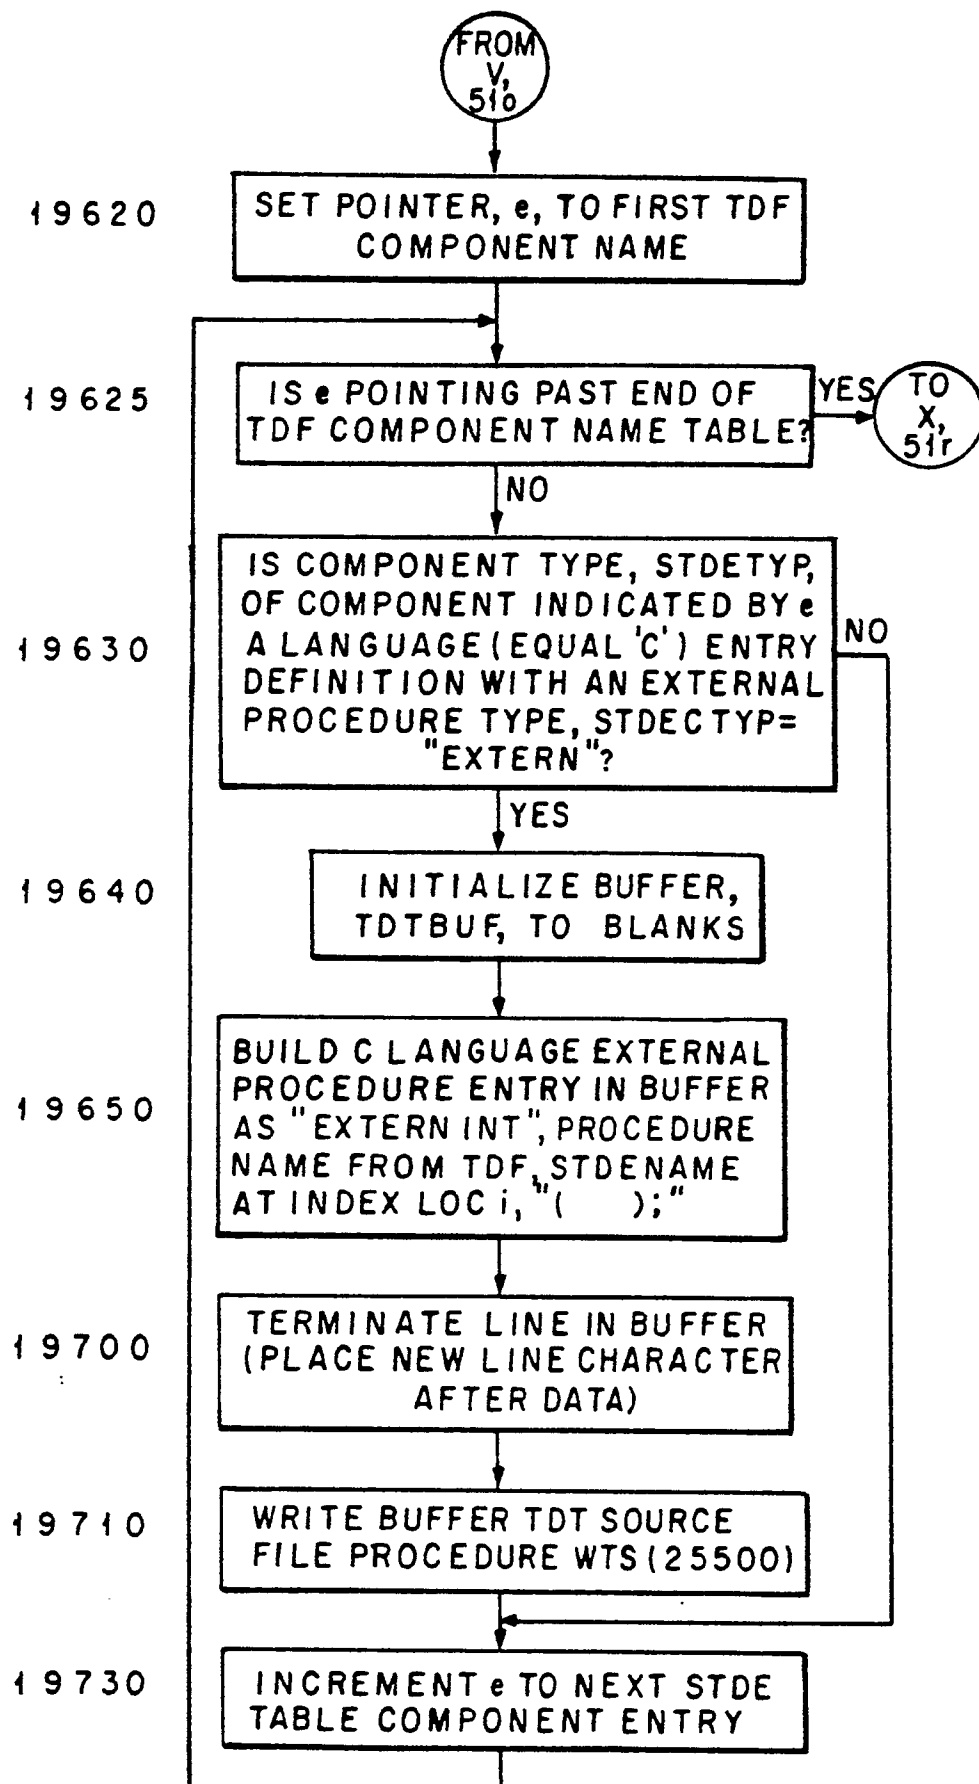 FROM
V,
51o
19620
SET POINTER, e, TO FIRST TDF
COMPONENT NAME
19625
IS e POINTING PAST END OF
TDF COMPONENT NAME TABLE?
YES
TO
X,
51r
NO
19630
IS COMPONENT TYPE, STDETYP,
OF COMPONENT INDICATED BY e
A LANGUAGE (EQUAL 'C') ENTRY
DEFINITION WITH AN EXTERNAL
PROCEDURE TYPE, STDECTYP=
"EXTERN"?
NO
YES
19640
INITIALIZE BUFFER,
TDTBUF, TO BLANKS
19650
BUILD C LANGUAGE EXTERNAL
PROCEDURE ENTRY IN BUFFER
AS "EXTERN INT", PROCEDURE
NAME FROM TDF, STDENAME
AT INDEX LOC i, "( );"
19700
TERMINATE LINE IN BUFFER
(PLACE NEW LINE CHARACTER
AFTER DATA)
19710
WRITE BUFFER TDT SOURCE
FILE PROCEDURE WTS (25500)
19730
INCREMENT e TO NEXT STDE
TABLE COMPONENT ENTRY